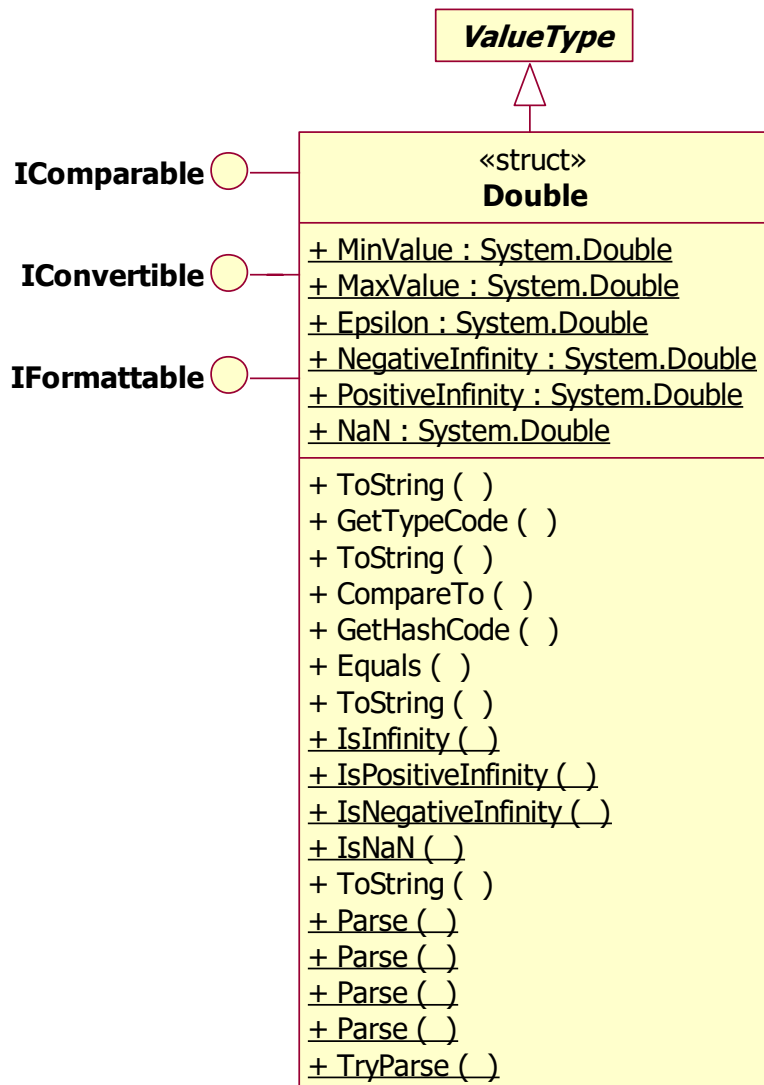 ValueType
IComparable
IConvertible
IFormattable
«struct»
Double
+ MinValue : System.Double
+ MaxValue : System.Double
+ Epsilon : System.Double
+ NegativeInfinity : System.Double
+ PositiveInfinity : System.Double
+ NaN : System.Double
+ ToString ( )
+ GetTypeCode ( )
+ ToString ( )
+ CompareTo ( )
+ GetHashCode ( )
+ Equals ( )
+ ToString ( )
+ IsInfinity ( )
+ IsPositiveInfinity ( )
+ IsNegativeInfinity ( )
+ IsNaN ( )
+ ToString ( )
+ Parse ( )
+ Parse ( )
+ Parse ( )
+ Parse ( )
+ TryParse ( )